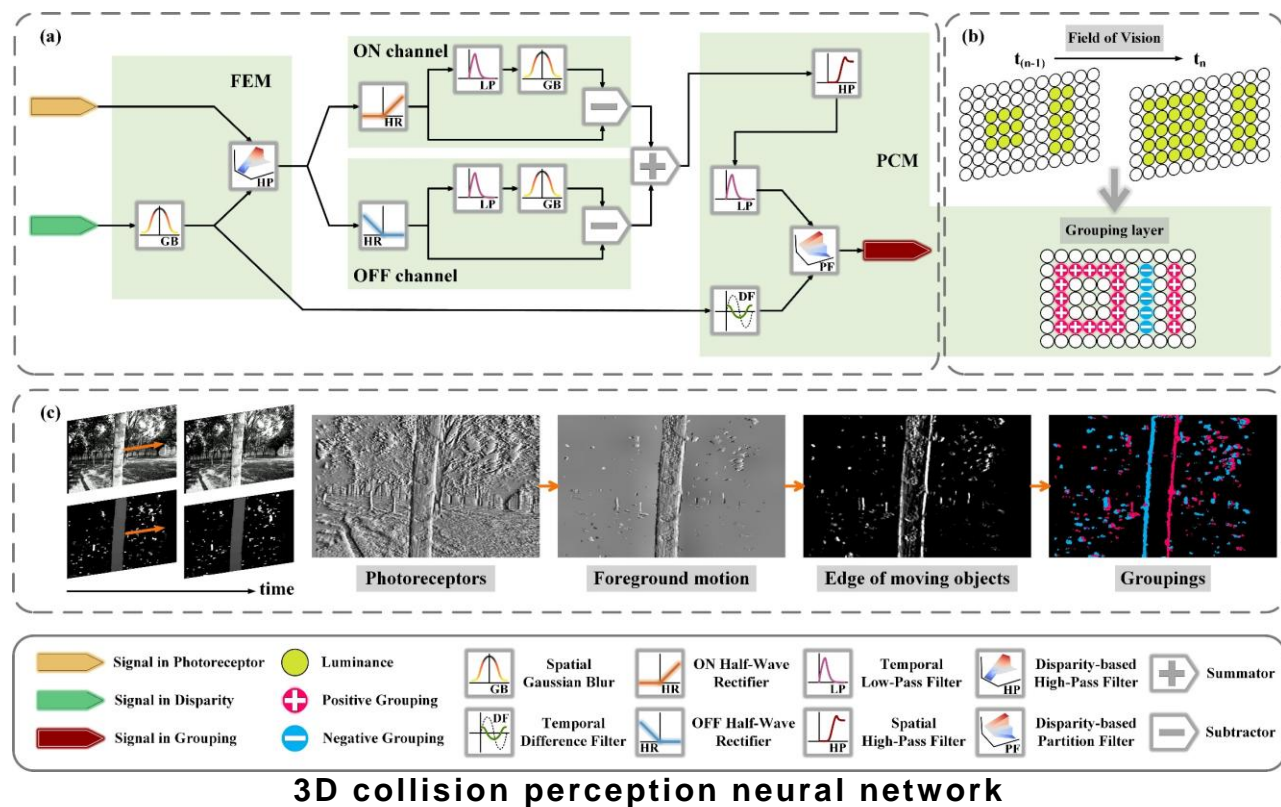 (a)
FEM
HP
GB
ON channel
HR
LP
GB
OFF channel
HR
LP
GB
HP
PCM
LP
PF
DF
(b)
Field of Vision
t(n-1)
tn
Grouping layer
(c)
time
Photoreceptors
Foreground motion
Edge of moving objects
Groupings
Signal in Photoreceptor
Signal in Disparity
Signal in Grouping
Luminance
Positive Grouping
Negative Grouping
GB
Spatial
Gaussian Blur
DF
Temporal
Difference Filter
HR
ON Half-Wave
Rectifier
HR
OFF Half-Wave
Rectifier
LP
Temporal
Low-Pass Filter
HP
Spatial
High-Pass Filter
HP
Disparity-based
High-Pass Filter
PF
Disparity-based
Partition Filter
Summator
Subtractor
3D collision perception neural network